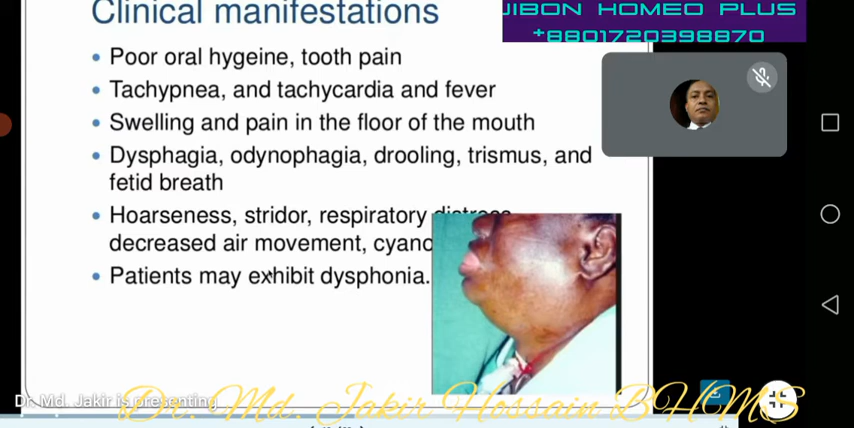 Clinical manifestations
JIBON HOMEO PLUS
+8801720398870
• Poor oral hygeine, tooth pain
• Tachypnea, and tachycardia and fever
• Swelling and pain in the floor of the mouth
• Dysphagia, odynophagia, drooling, trismus, and
fetid breath
• Hoarseness, stridor, respiratory distress,
decreased air movement, cyano
• Patients may exhibit dysphonia.
Dr. Md. Jakir is presenting
Dr. Md. Jakir Hossain BHMS